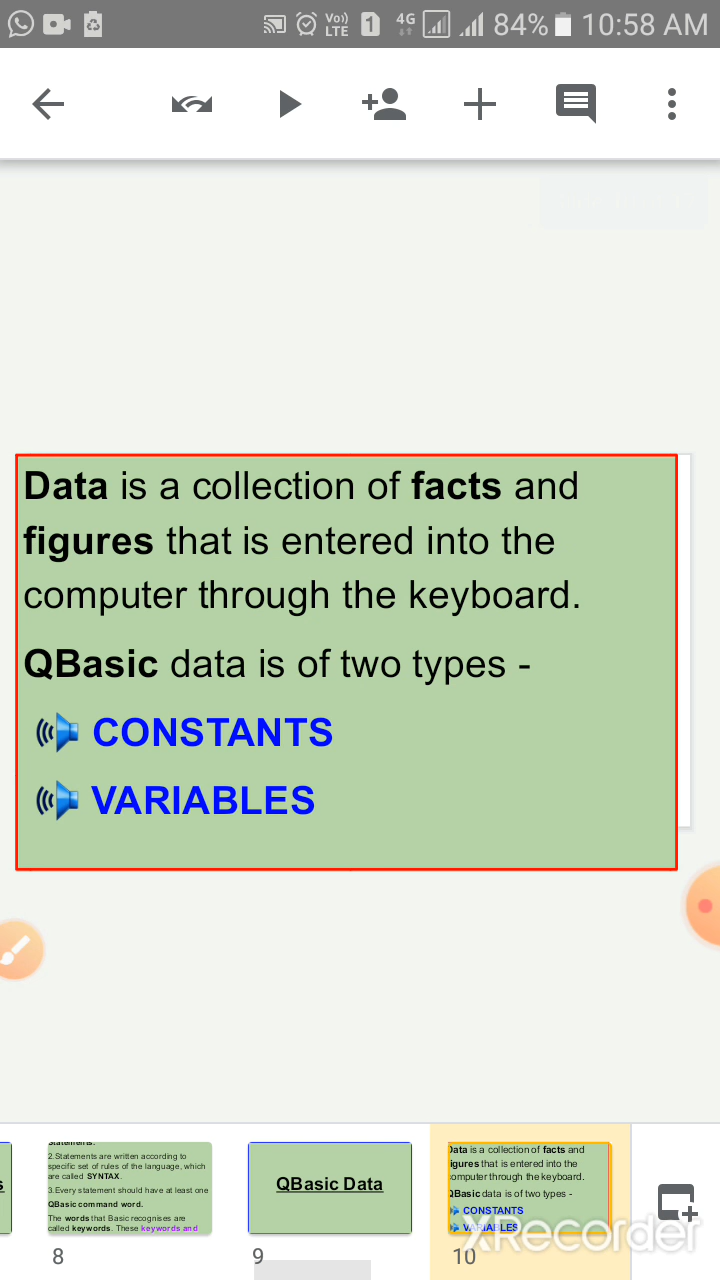 Vo))
LTE
1
4G
84%
10:58 AM
Data is a collection of facts and
figures that is entered into the
computer through the keyboard.
QBasic data is of two types -
CONSTANTS
VARIABLES
s
Statements.
2.Statements are written according to
specific set of rules of the language, which
are called SYNTAX.
3.Every statement should have at least one
QBasic command word.
The words that Basic recognises are
called keywords. These keywords and
8
QBasic Data
9
Data is a collection of facts and
figures that is entered into the
computer through the keyboard.
QBasic data is of two types -
CONSTANTS
VARIABLES
10
XRecorder